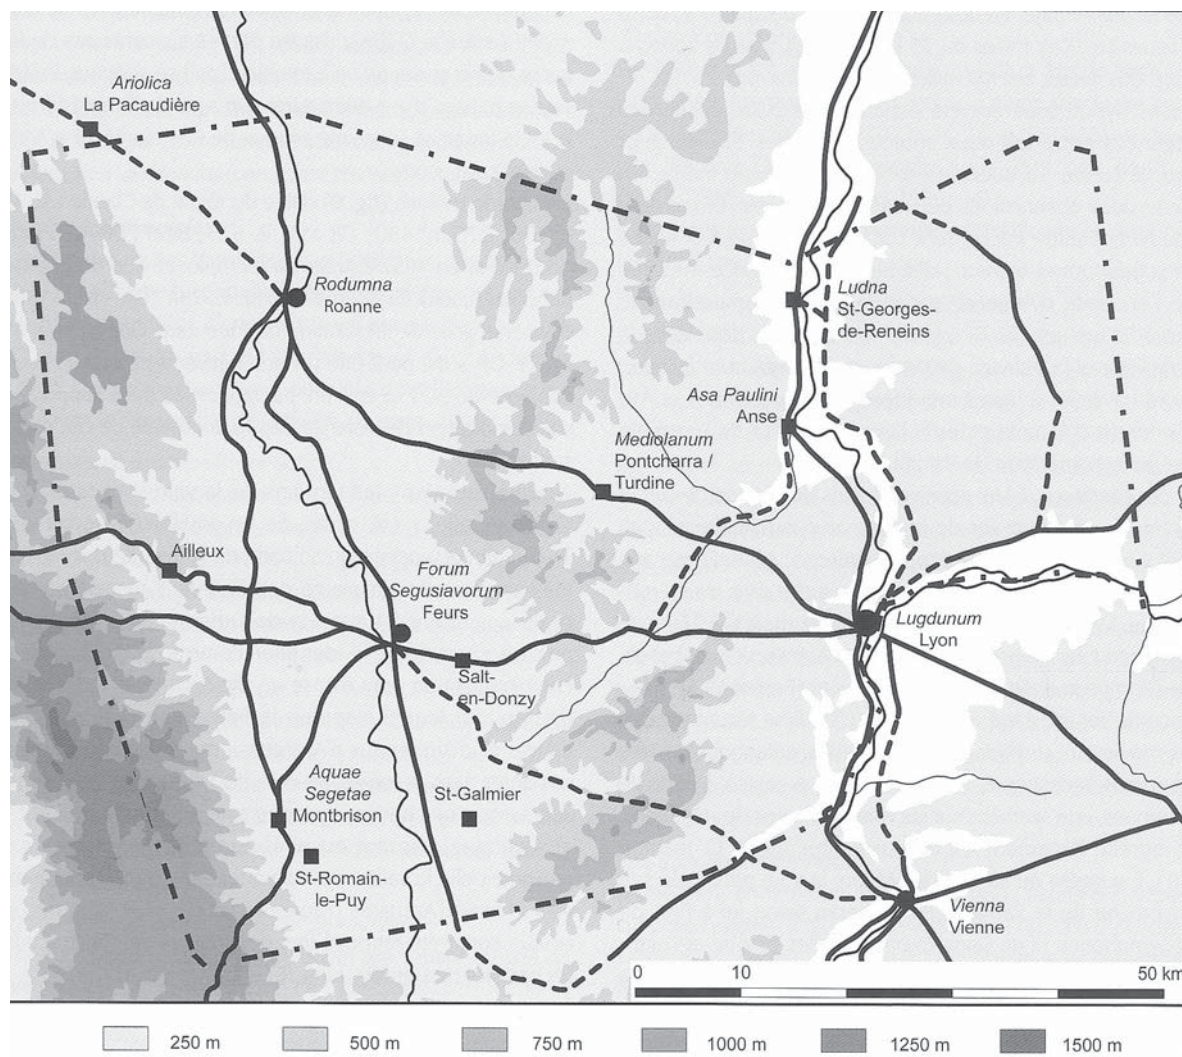 Ariolica
La Pacaudière
Rodumna
Roanne
Ludna
St-Georges-
de-Reneins
Asa Paulini
Anse
Mediolanum
Pontcharra /
Turdine
Ailleux
Forum
Segusiavorum
Feurs
Lugdunum
Lyon
Salt-
en-Donzy
Aquae
Segetae
Montbrison
St-Galmier
St-Romain-
le-Puy
Vienna
Vienne
0 10 50 km
250 m 500 m 750 m 1000 m 1250 m 1500 m